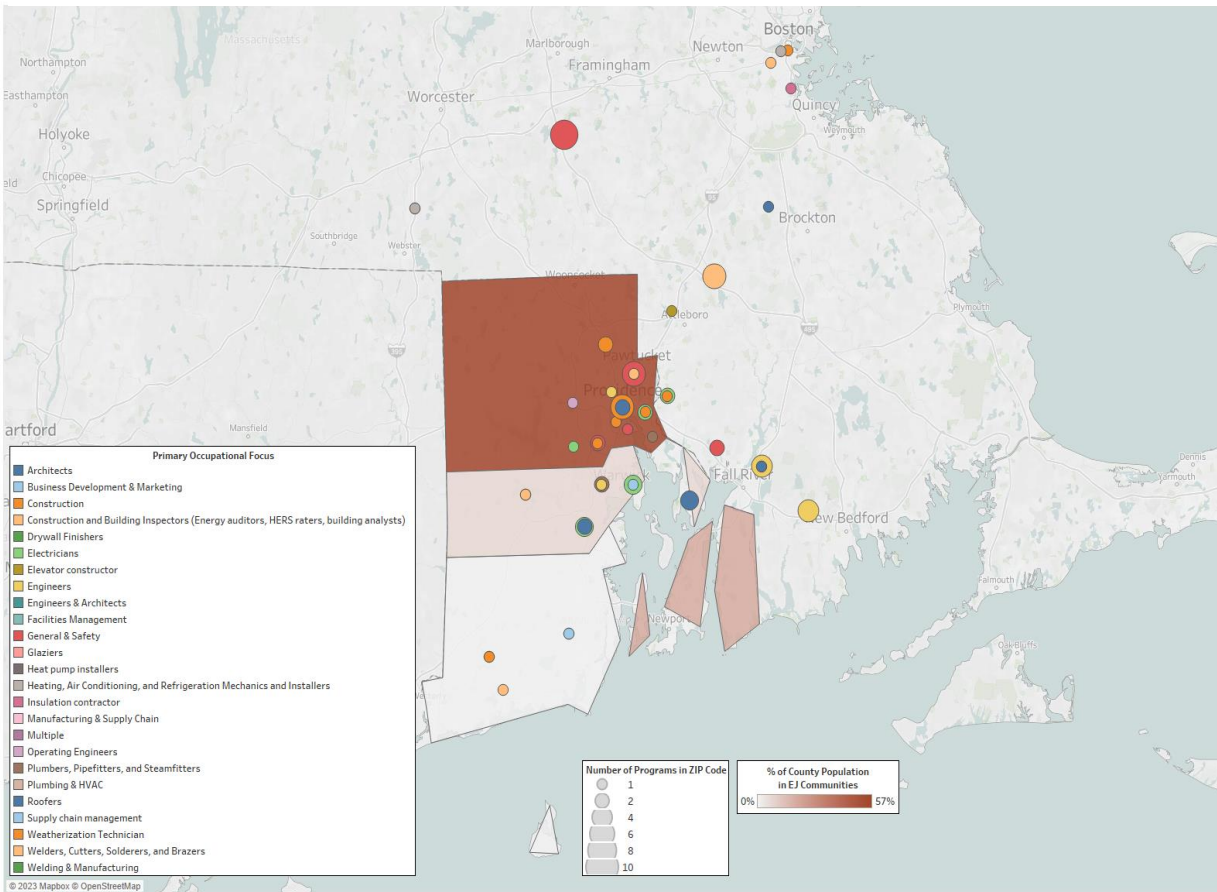 Boston
Marlborough
Newton
Massachusetts
Northampton
Framingham
Easthampton
Worcester
Quincy
Weymouth
Holyoke
Chicopee
Springfield
Brockton
Southbridge
Webster
Woonsocket
Plymouth
Attleboro
Pawtucket
Providence
artford
Mansfield
Dennis
Yarmouth
Fall River
New Bedford
Falmouth
Newport
Oak Bluffs
Primary Occupational Focus
Architects
Business Development & Marketing
Construction
Construction and Building Inspectors (Energy auditors, HERS raters, building analysts)
Drywall Finishers
Electricians
Elevator constructor
Engineers
Engineers & Architects
Facilities Management
General & Safety
Glaziers
Heat pump installers
Heating, Air Conditioning, and Refrigeration Mechanics and Installers
Insulation contractor
Manufacturing & Supply Chain
Multiple
Operating Engineers
Plumbers, Pipefitters, and Steamfitters
Plumbing & HVAC
Roofers
Supply chain management
Weatherization Technician
Welders, Cutters, Solderers, and Brazers
Welding & Manufacturing
Number of Programs in ZIP Code
1
2
4
6
8
10
% of County Population
in EJ Communities
0%
57%
© 2023 Mapbox © OpenStreetMap